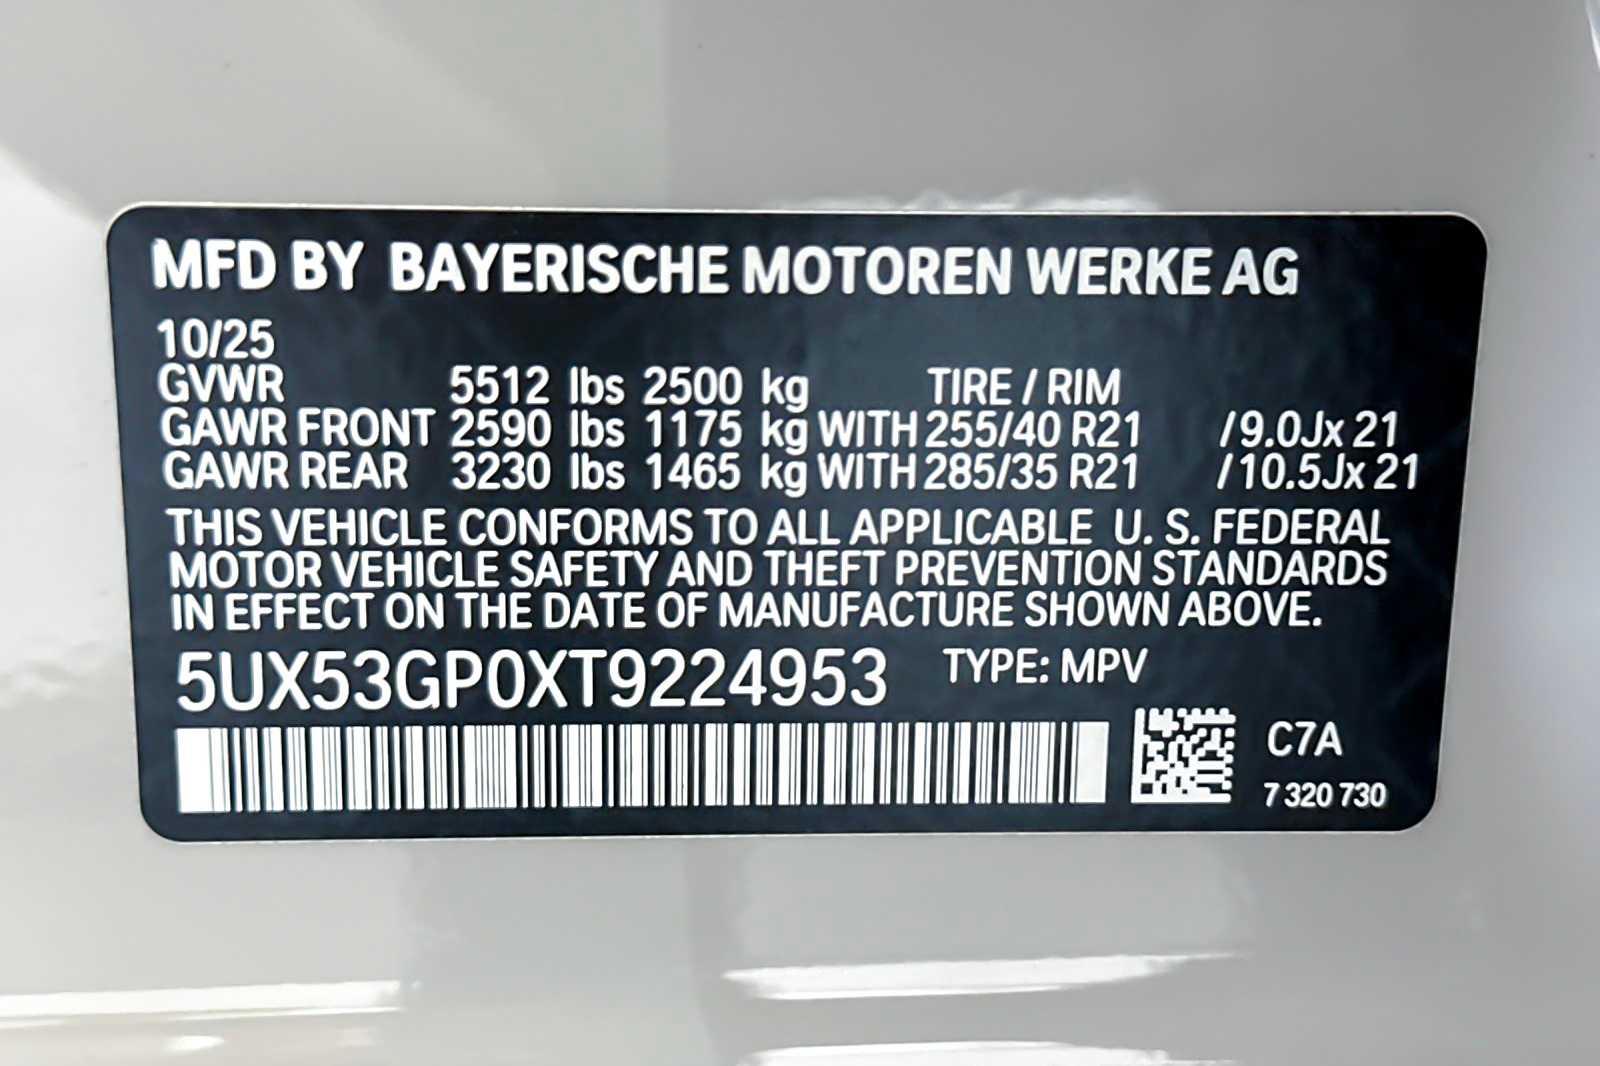 MFD BY BAYERISCHE MOTOREN WERKE AG
10/25
GVWR 5512 lbs 2500 kg TIRE / RIM
GAWR FRONT 2590 lbs 1175 kg WITH 255/40 R21 /9.0Jx 21
GAWR REAR 3230 lbs 1465 kg WITH 285/35 R21 /10.5Jx 21
THIS VEHICLE CONFORMS TO ALL APPLICABLE U. S. FEDERAL
MOTOR VEHICLE SAFETY AND THEFT PREVENTION STANDARDS
IN EFFECT ON THE DATE OF MANUFACTURE SHOWN ABOVE.
5UX53GP0XT9224953 TYPE: MPV
C7A
7 320 730